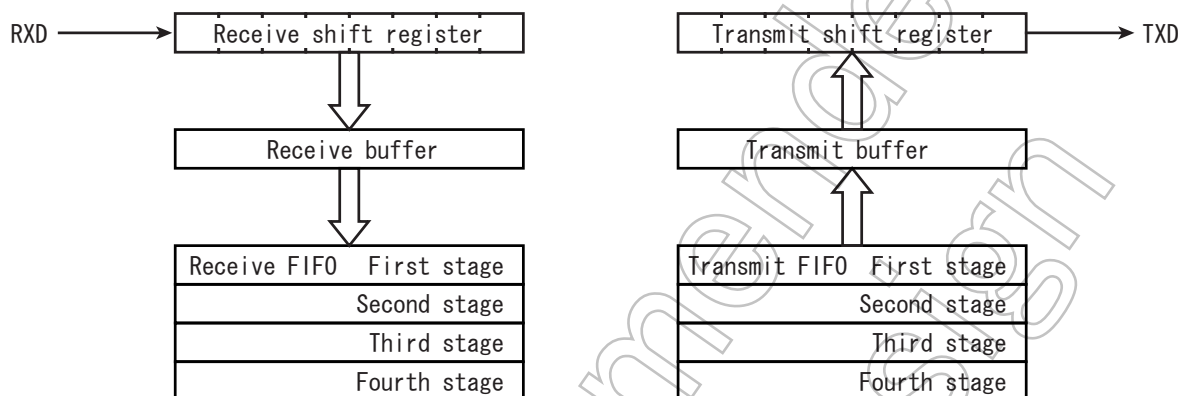 RXD
Receive shift register
Receive buffer
Receive FIFO First stage
Second stage
Third stage
Fourth stage
Transmit shift register
TXD
Transmit buffer
Transmit FIFO First stage
Second stage
Third stage
Fourth stage